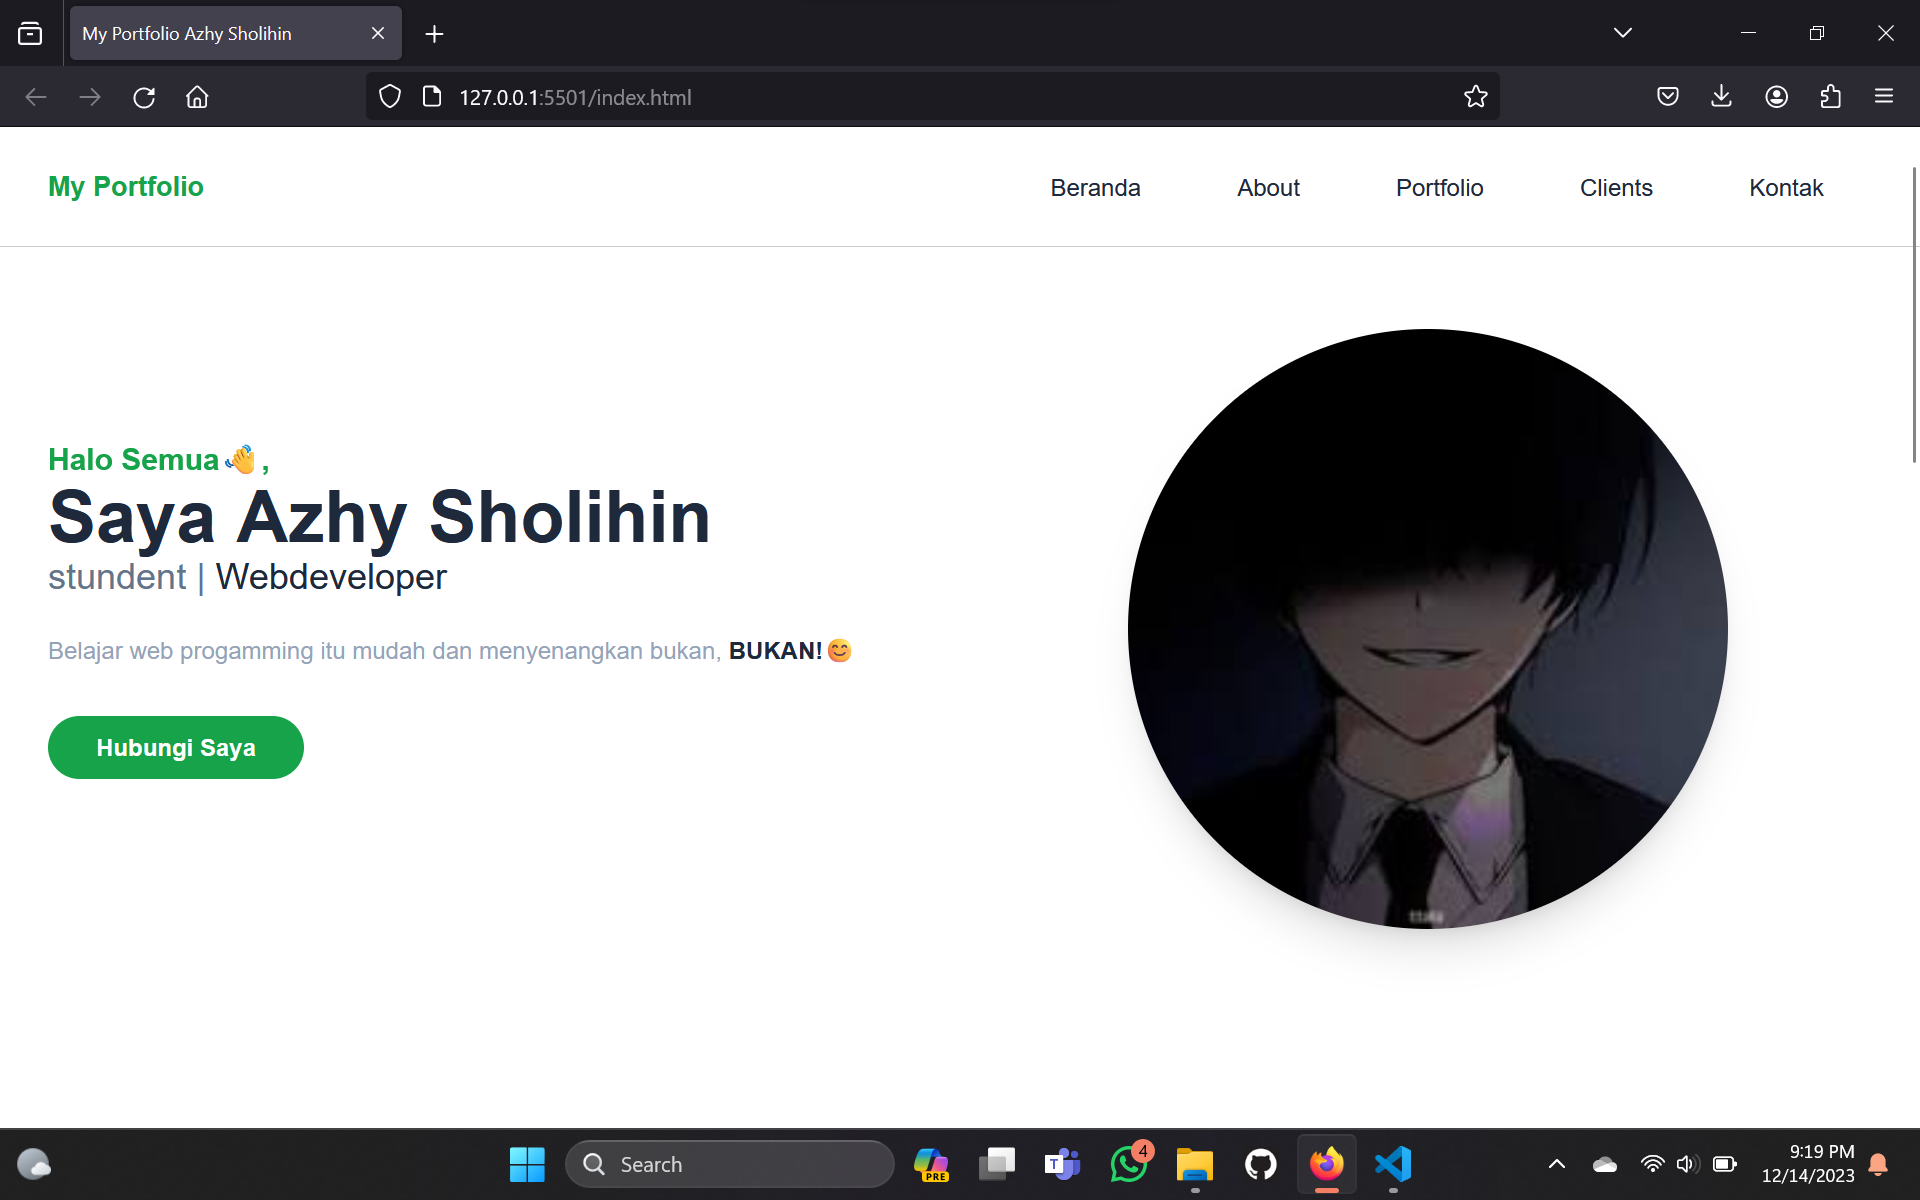 My Portfolio Azhy Sholihin
127.0.0.1:5501/index.html
My Portfolio
Beranda
About
Portfolio
Clients
Kontak
Halo Semua👋,
Saya Azhy Sholihin
stundent | Webdeveloper
Belajar web progamming itu mudah dan menyenangkan bukan, BUKAN!😊
Hubungi Saya
Search
PRE
T
4
9:19 PM
12/14/2023